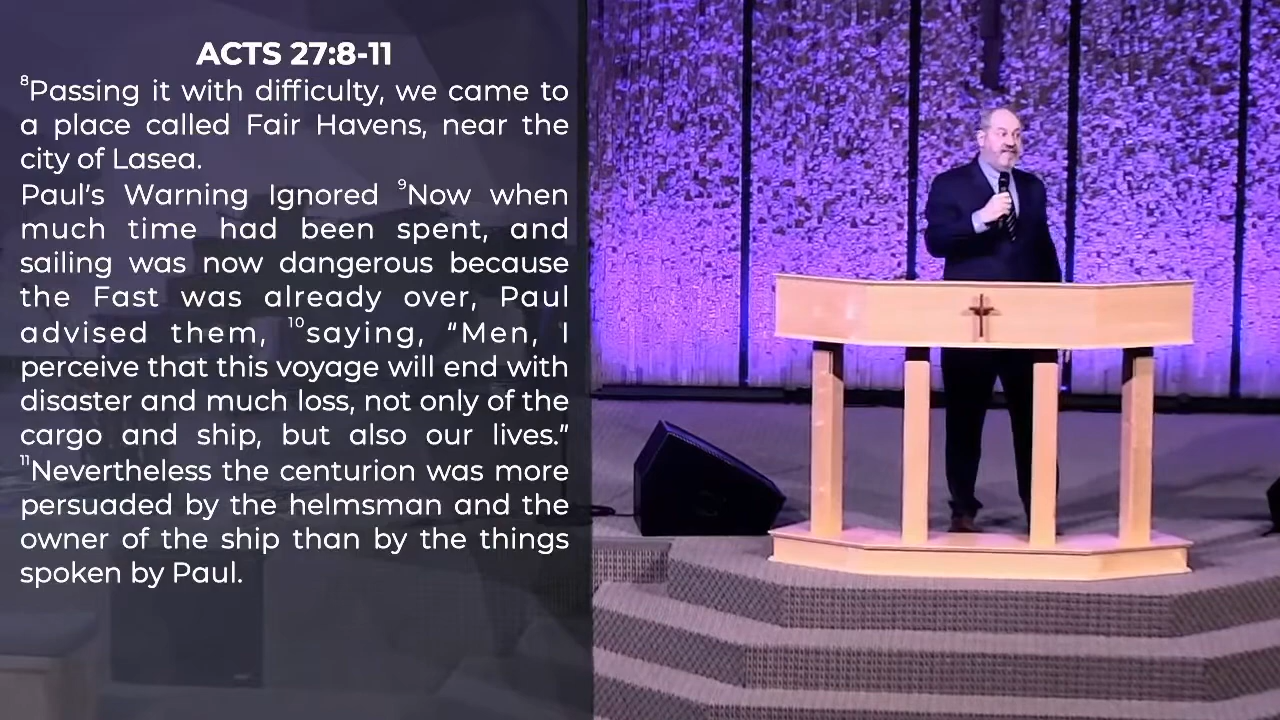 ACTS 27:8-11
⁸Passing it with difficulty, we came to
a place called Fair Havens, near the
city of Lasea.
Paul's Warning Ignored ⁹Now when
much time had been spent, and
sailing was now dangerous because
the Fast was already over, Paul
advised them, ¹⁰saying, “Men, I
perceive that this voyage will end with
disaster and much loss, not only of the
cargo and ship, but also our lives.”
¹¹Nevertheless the centurion was more
persuaded by the helmsman and the
owner of the ship than by the things
spoken by Paul.